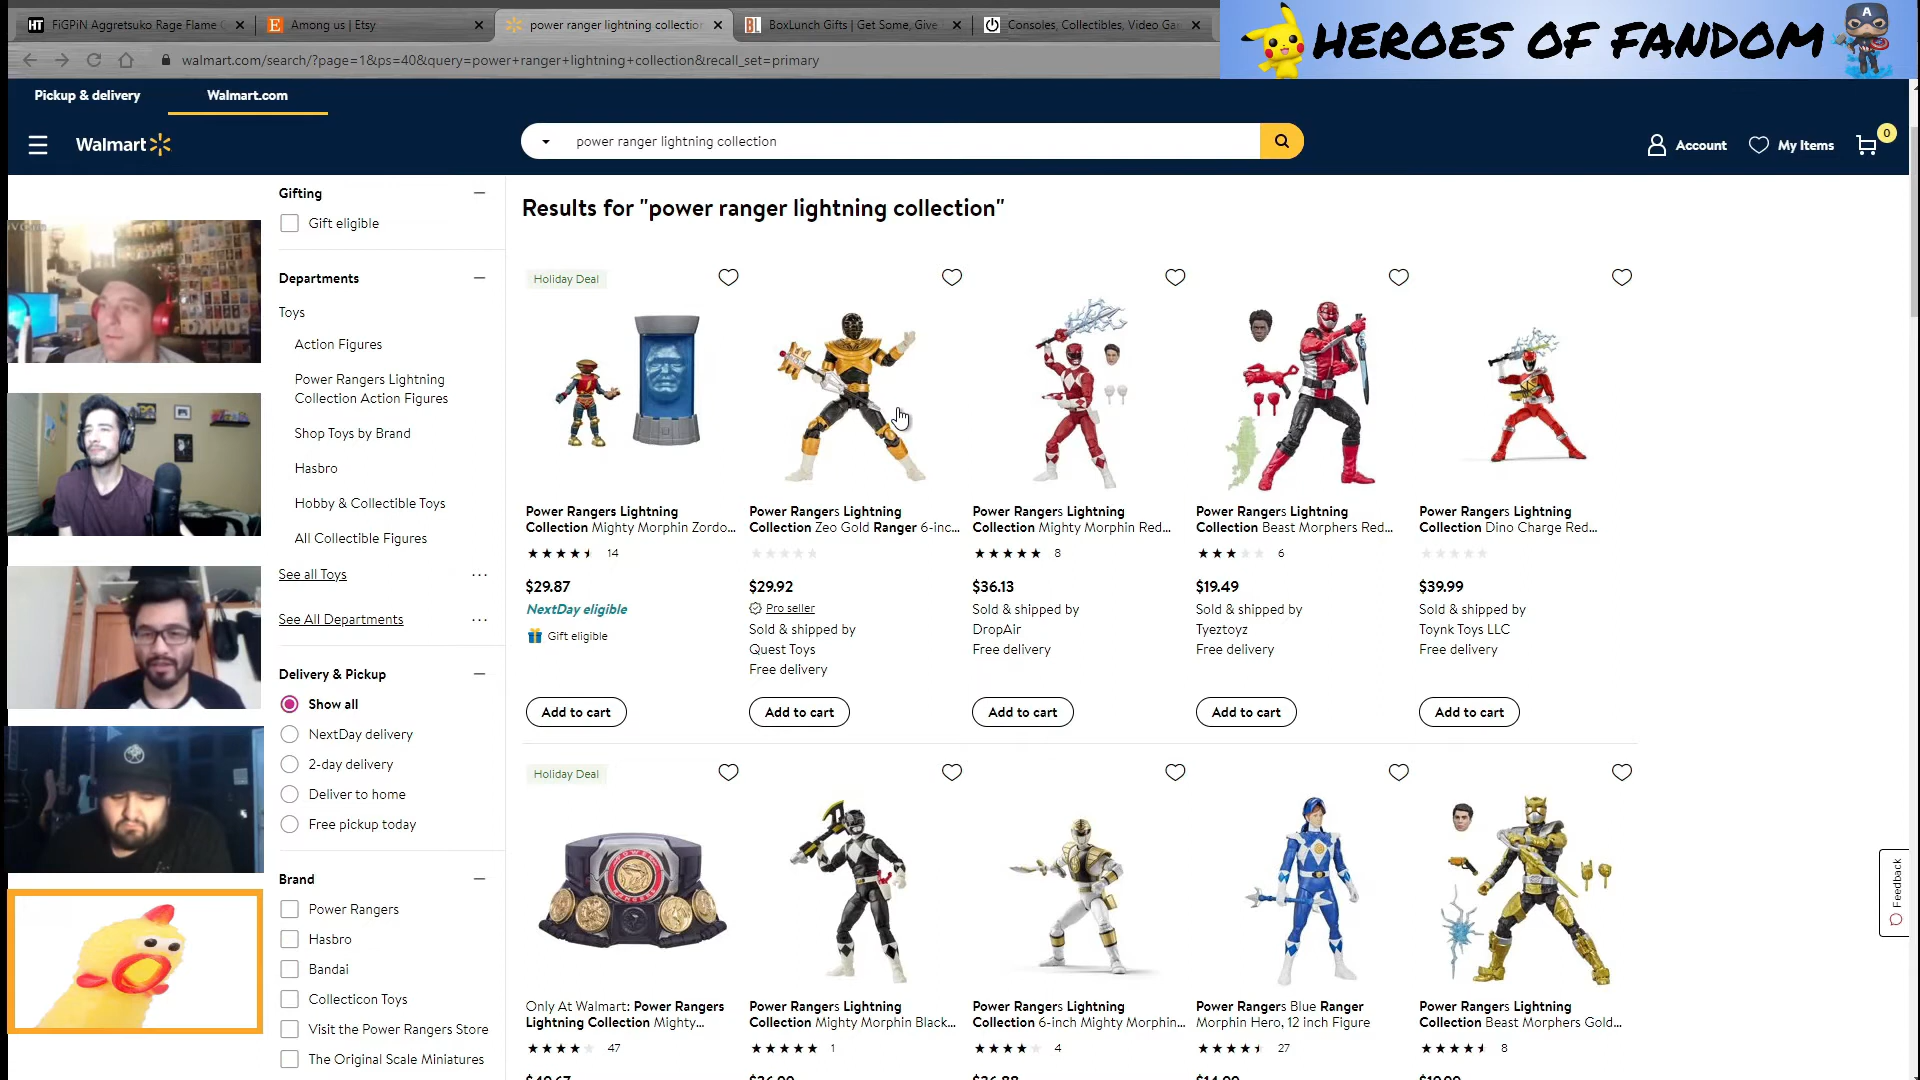 FiGPiN Aggretsuko Rage Flame
Among us | Etsy
power ranger lightning collection
BoxLunch Gifts | Get Some, Give
Consoles, Collectibles, Video Ga
HEROES OF FANDOM
walmart.com/search/?page=1&ps=40&query=power+ranger+lightning+collection&recall_set=primary
Pickup & delivery
Walmart.com
Walmart
power ranger lightning collection
Account
My Items
0
Gifting
Gift eligible
Departments
Toys
Action Figures
Power Rangers Lightning
Collection Action Figures
Shop Toys by Brand
Hasbro
Hobby & Collectible Toys
All Collectible Figures
See all Toys
See All Departments
Delivery & Pickup
Show all
NextDay delivery
2-day delivery
Deliver to home
Free pickup today
Brand
Power Rangers
Hasbro
Bandai
Collecticon Toys
Visit the Power Rangers Store
The Original Scale Miniatures
Results for "power ranger lightning collection"
Holiday Deal
Power Rangers Lightning
Collection Mighty Morphin Zordo...
14
$29.87
NextDay eligible
Gift eligible
Add to cart
Power Rangers Lightning
Collection Zeo Gold Ranger 6-inc...
$29.92
Pro seller
Sold & shipped by
Quest Toys
Free delivery
Add to cart
Power Rangers Lightning
Collection Mighty Morphin Red...
8
$36.13
Sold & shipped by
DropAir
Free delivery
Add to cart
Power Rangers Lightning
Collection Beast Morphers Red...
6
$19.49
Sold & shipped by
Tyeztoyz
Free delivery
Add to cart
Power Rangers Lightning
Collection Dino Charge Red...
$39.99
Sold & shipped by
Toynk Toys LLC
Free delivery
Add to cart
Holiday Deal
Only At Walmart: Power Rangers
Lightning Collection Mighty...
47
Power Rangers Lightning
Collection Mighty Morphin Black...
1
Power Rangers Lightning
Collection 6-inch Mighty Morphin...
4
Power Rangers Blue Ranger
Morphin Hero, 12 inch Figure
27
Power Rangers Lightning
Collection Beast Morphers Gold...
8
Feedback